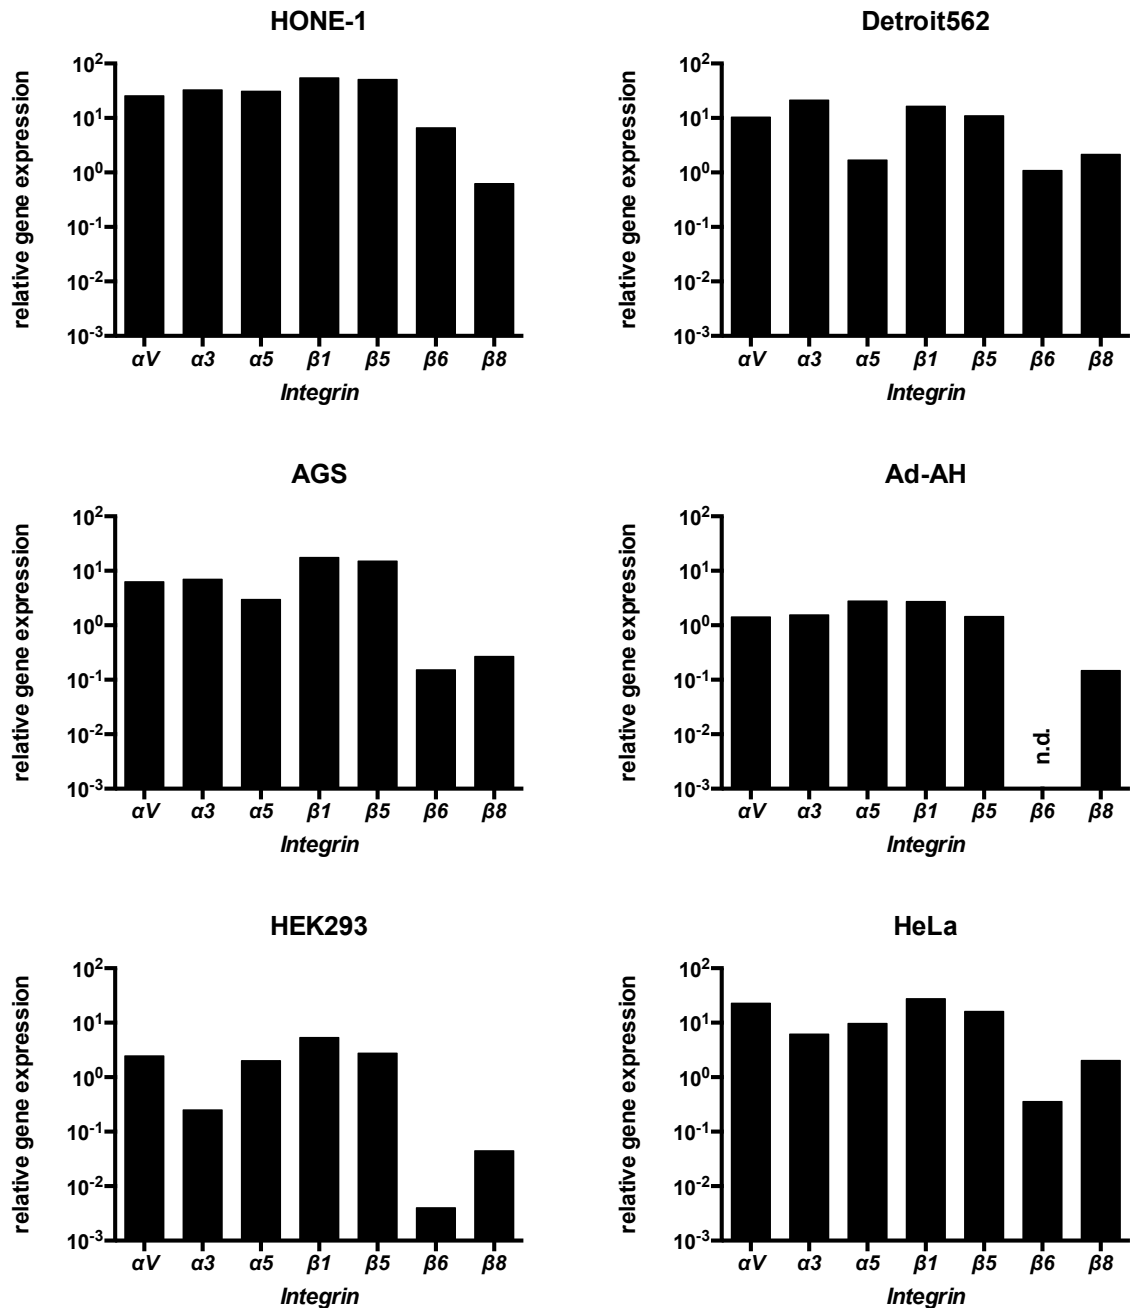 HONE-1
relative gene expression
10²
10¹
10⁰
10⁻¹
10⁻²
10⁻³
αV α3 α5 β1 β5 β6 β8
Integrin
Detroit562
relative gene expression
10²
10¹
10⁰
10⁻¹
10⁻²
10⁻³
αV α3 α5 β1 β5 β6 β8
Integrin
AGS
relative gene expression
10²
10¹
10⁰
10⁻¹
10⁻²
10⁻³
αV α3 α5 β1 β5 β6 β8
Integrin
Ad-AH
relative gene expression
10²
10¹
10⁰
10⁻¹
10⁻²
10⁻³
n.d.
αV α3 α5 β1 β5 β6 β8
Integrin
HEK293
relative gene expression
10²
10¹
10⁰
10⁻¹
10⁻²
10⁻³
αV α3 α5 β1 β5 β6 β8
Integrin
HeLa
relative gene expression
10²
10¹
10⁰
10⁻¹
10⁻²
10⁻³
αV α3 α5 β1 β5 β6 β8
Integrin